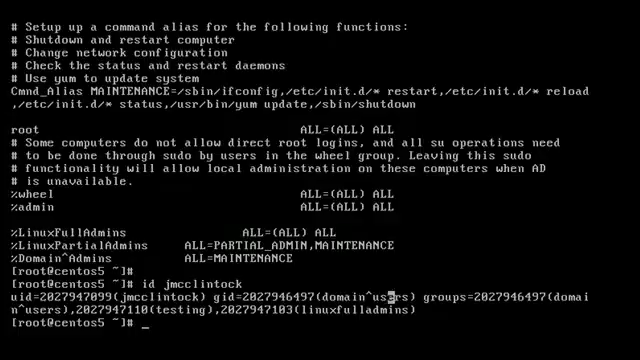 # Setup up a command alias for the following functions:
# Shutdown and restart computer
# Change network configuration
# Check the status and restart daemons
# Use yum to update system
Cmnd_Alias MAINTENANCE=/sbin/ifconfig,/etc/init.d/* restart,/etc/init.d/* reload
,/etc/init.d/* status,/usr/bin/yum update,/sbin/shutdown
root ALL=(ALL) ALL
# Some computers do not allow direct root logins, and all su operations need
# to be done through sudo by users in the wheel group. Leaving this sudo
# functionality will allow local administration on these computers when AD
# is unavailable.
%wheel ALL=(ALL) ALL
%admin ALL=(ALL) ALL
%LinuxFullAdmins ALL=(ALL) ALL
%LinuxPartialAdmins ALL=PARTIAL_ADMIN,MAINTENANCE
%Domain^Admins ALL=MAINTENANCE
[root@centos5 ~]#
[root@centos5 ~]# id jmcclintock
uid=2027947099(jmcclintock) gid=2027946497(domain^users) groups=2027946497(domai
n^users),2027947110(testing),2027947103(linuxfulladmins)
[root@centos5 ~]# _